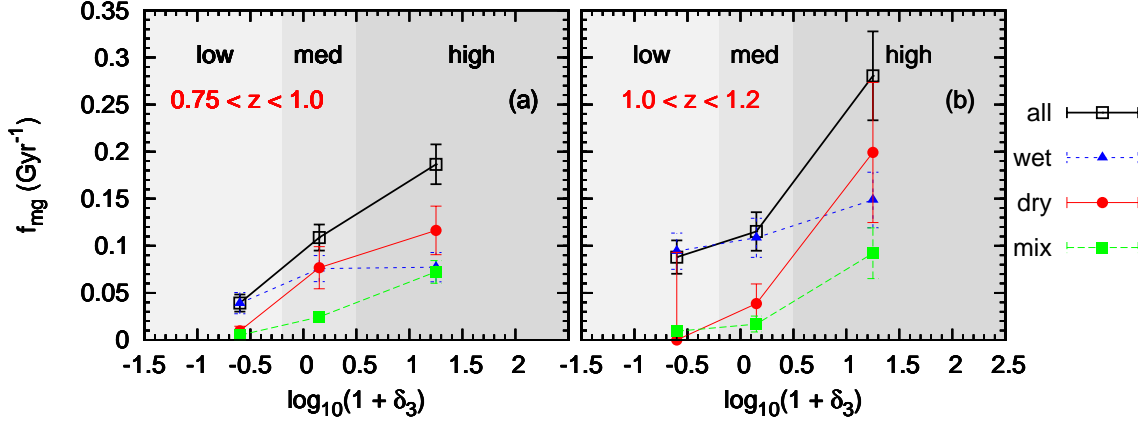 0.35
0.3
0.25
0.2
0.15
0.1
0.05
0
f_mg (Gyr⁻¹)
low med high
0.75 < z < 1.0 (a)
-1.5 -1 -0.5 0 0.5 1 1.5 2
log₁₀(1 + δ₃)
low med high
1.0 < z < 1.2 (b)
-1.5 -1 -0.5 0 0.5 1 1.5 2 2.5
log₁₀(1 + δ₃)
all
wet
dry
mix